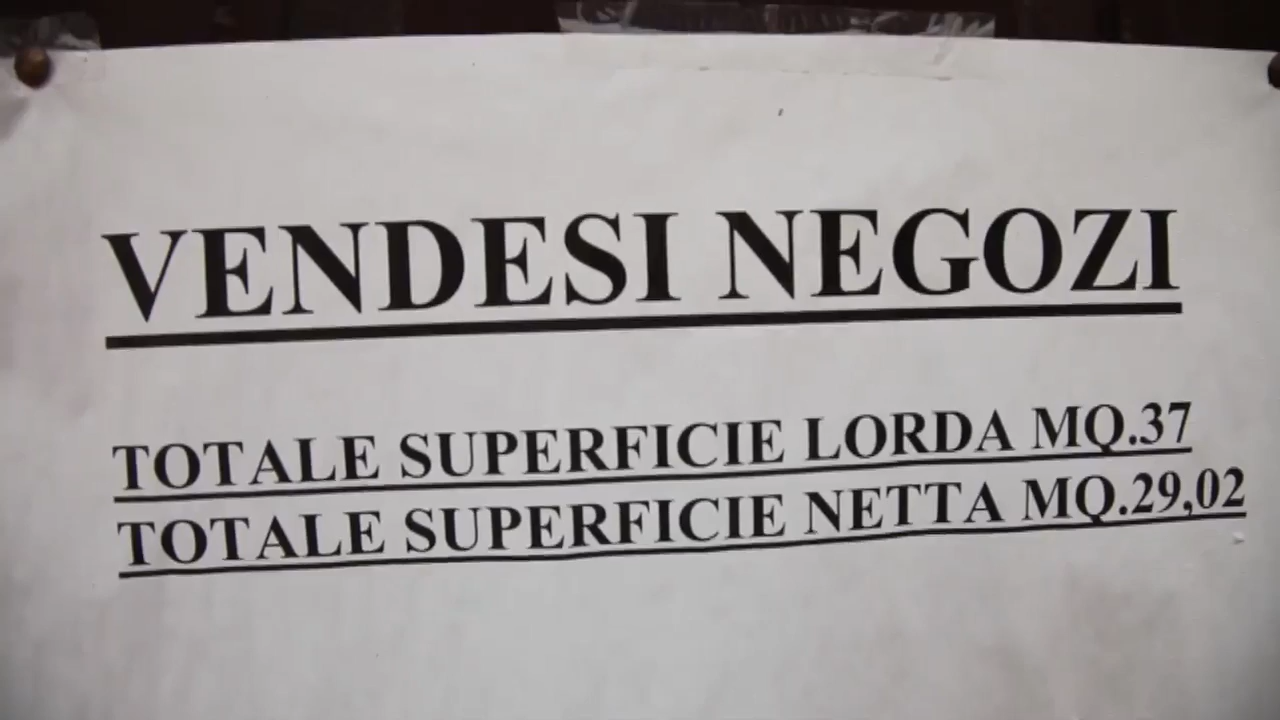 VENDESI NEGOZI
TOTALE SUPERFICIE LORDA MQ.37
TOTALE SUPERFICIE NETTA MQ.29,02